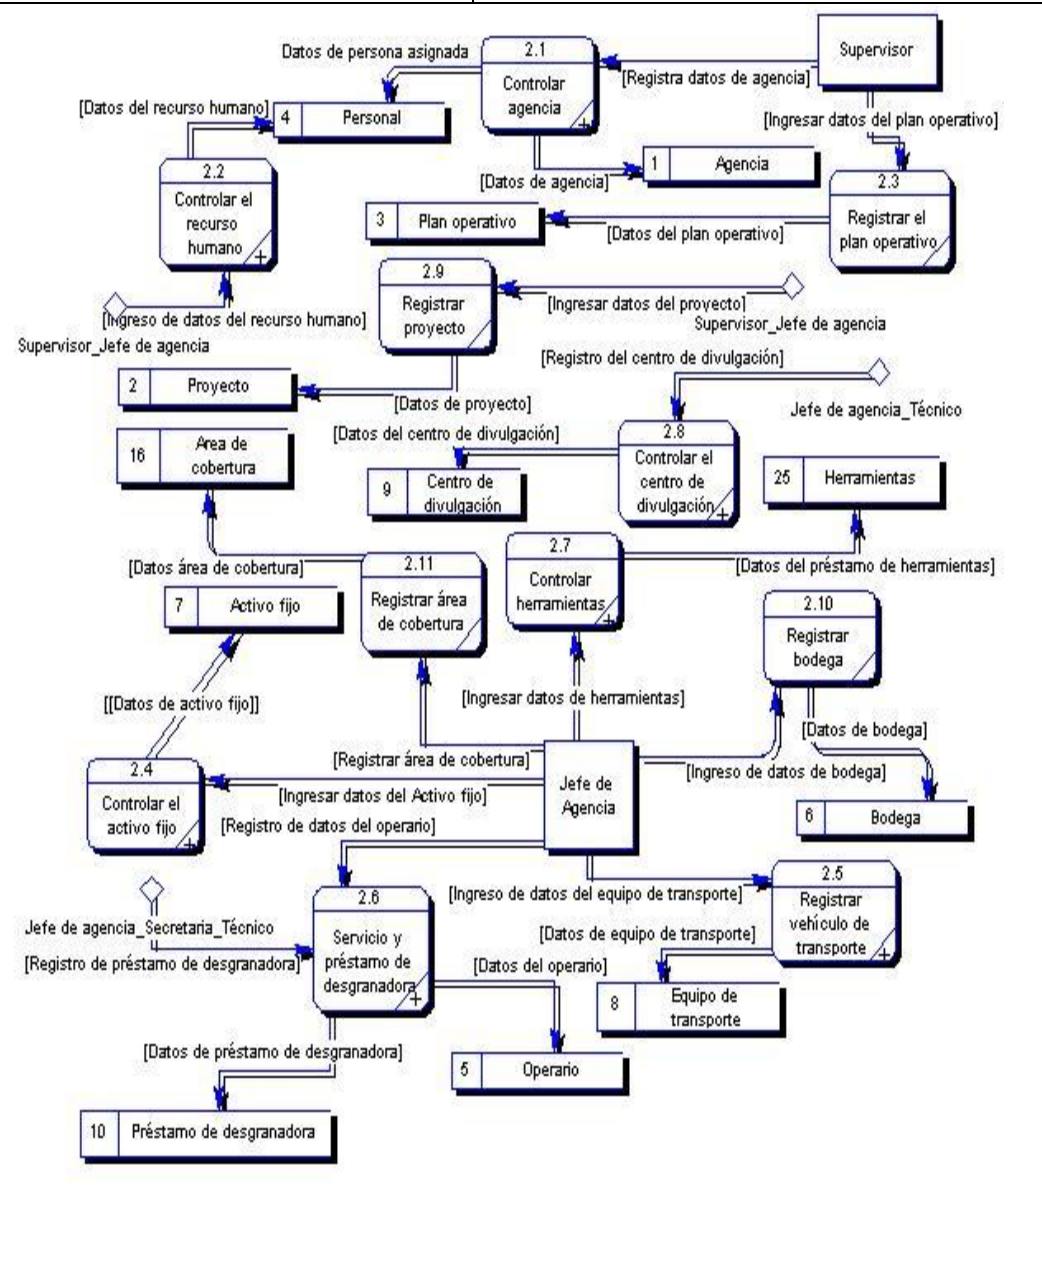 Supervisor
Datos de persona asignada
2.1
Controlar
agencia
[Registra datos de agencia]
[Datos del recurso humano]
4
Personal
[Ingresar datos del plan operativo]
2.2
Controlar el
recurso
humano
1
Agencia
[Datos de agencia]
2.3
Registrar el
plan operativo
3
Plan operativo
[Datos del plan operativo]
2.9
Registrar
proyecto
[Ingresar datos del proyecto]
Supervisor_Jefe de agencia
[Ingreso de datos del recurso humano]
Supervisor_Jefe de agencia
[Registro del centro de divulgación]
2
Proyecto
[Datos de proyecto]
Jefe de agencia_Técnico
[Datos del centro de divulgación]
2.8
Controlar el
centro de
divulgación
16
Area de
cobertura
9
Centro de
divulgación
25
Herramientas
2.7
Controlar
herramientas
[Datos área de cobertura]
2.11
Registrar área
de cobertura
[Datos del préstamo de herramientas]
7
Activo fijo
2.10
Registrar
bodega
[Ingresar datos de herramientas]
[[Datos de activo fijo]]
[Datos de bodega]
[Registrar área de cobertura]
Jefe de
Agencia
[Ingreso de datos de bodega]
2.4
Controlar el
activo fijo
[Ingresar datos del Activo fijo]
6
Bodega
[Registro de datos del operario]
2.5
Registrar
vehículo de
transporte
[Ingreso de datos del equipo de transporte]
2.6
Servicio y
préstamo de
desgranadora
Jefe de agencia_Secretaria_Técnico
[Registro de préstamo de desgranadora]
[Datos de equipo de transporte]
[Datos del operario]
8
Equipo de
transporte
[Datos de préstamo de desgranadora]
5
Operario
10
Préstamo de desgranadora